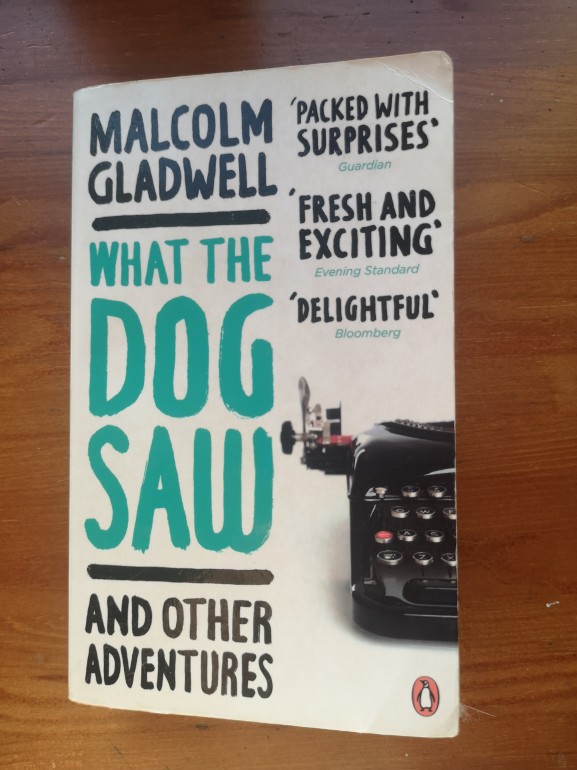 MALCOLM
GLADWELL
WHAT THE
DOG
SAW
AND OTHER
ADVENTURES
'PACKED WITH
SURPRISES'
Guardian
'FRESH AND
EXCITING'
Evening Standard
'DELIGHTFUL'
Bloomberg